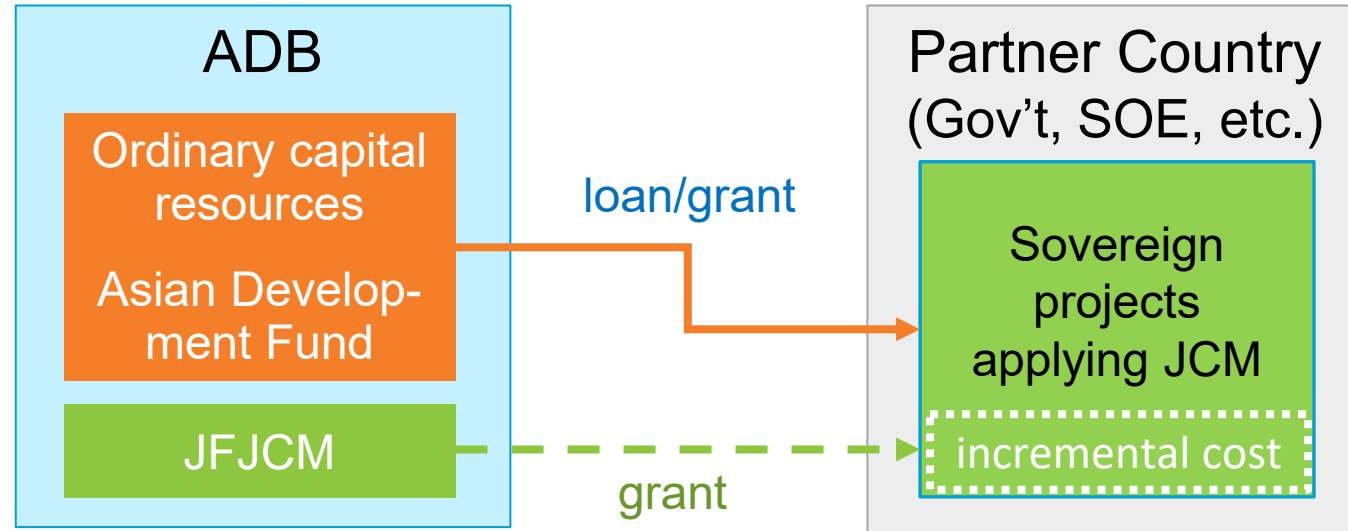 ADB
Ordinary capital
resources
Asian Develop-
ment Fund
JFJCM
loan/grant
grant
Partner Country
(Gov’t, SOE, etc.)
Sovereign
projects
applying JCM
incremental cost